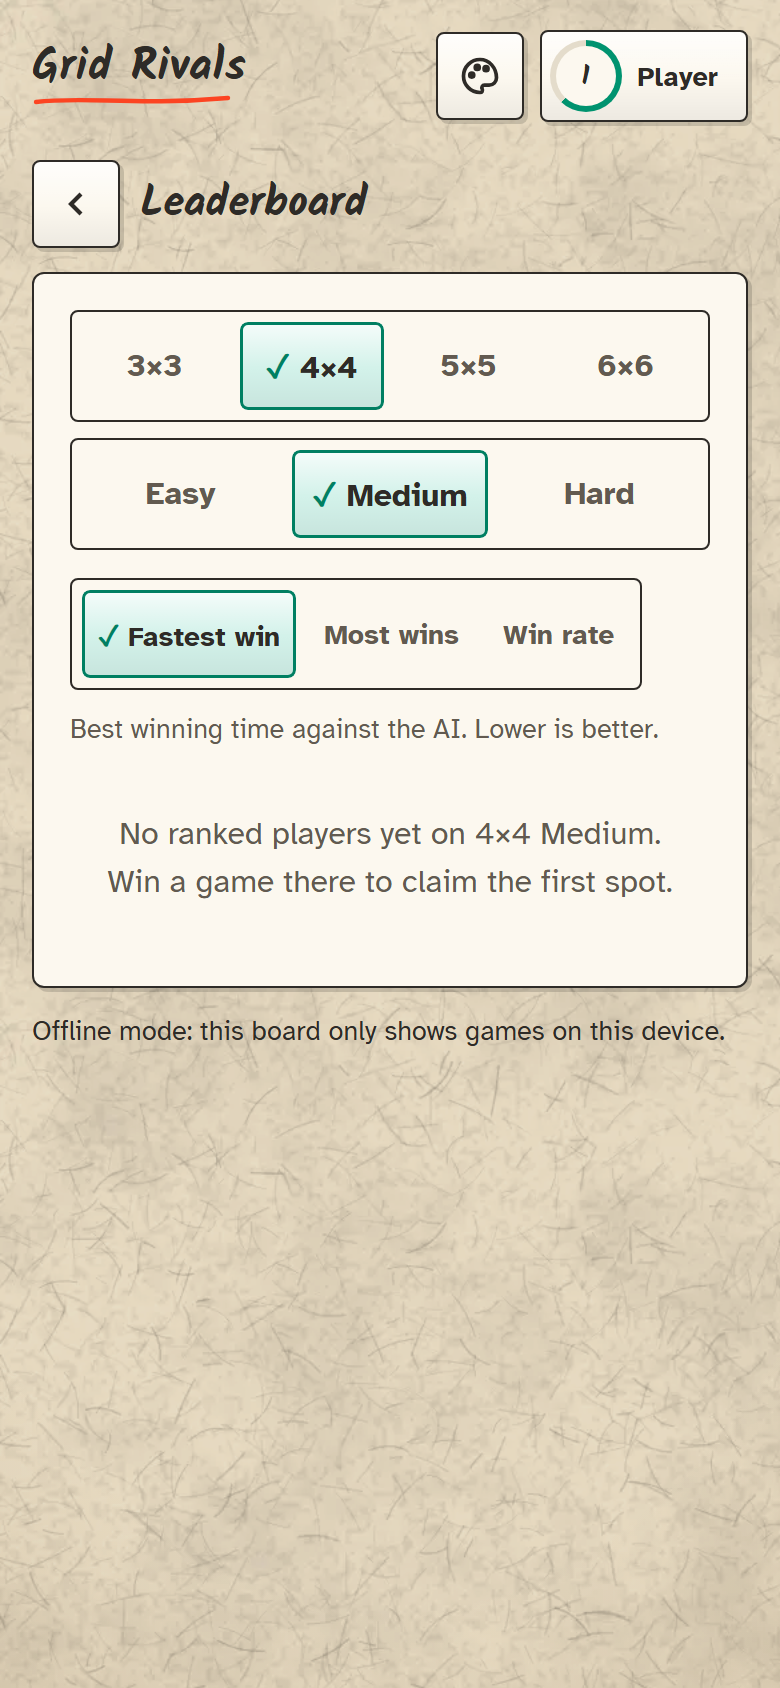 Grid Rivals
1 Player
Leaderboard
3×3 ✓ 4×4 5×5 6×6
Easy ✓ Medium Hard
✓ Fastest win Most wins Win rate
Best winning time against the AI. Lower is better.
No ranked players yet on 4×4 Medium.
Win a game there to claim the first spot.
Offline mode: this board only shows games on this device.